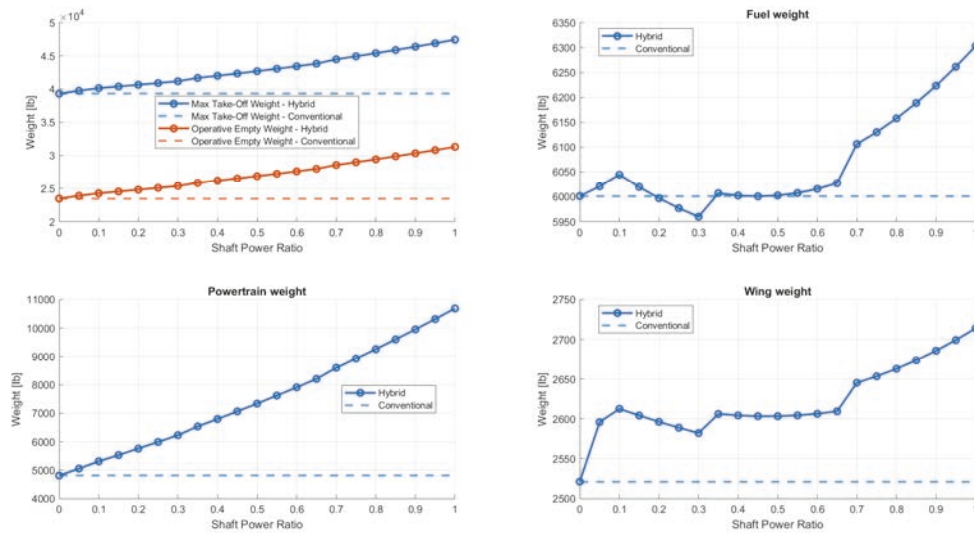 ×10⁴
5
4.5
4
3.5
3
2.5
2
Weight [lb]
Max Take-Off Weight - Hybrid
Max Take-Off Weight - Conventional
Operative Empty Weight - Hybrid
Operative Empty Weight - Conventional
0 0.1 0.2 0.3 0.4 0.5 0.6 0.7 0.8 0.9 1
Shaft Power Ratio
Fuel weight
6350
6300
6250
6200
6150
6100
6050
6000
5950
Weight [lb]
Hybrid
Conventional
0 0.1 0.2 0.3 0.4 0.5 0.6 0.7 0.8 0.9 1
Shaft Power Ratio
Powertrain weight
11000
10000
9000
8000
7000
6000
5000
4000
Weight [lb]
Hybrid
Conventional
0 0.1 0.2 0.3 0.4 0.5 0.6 0.7 0.8 0.9 1
Shaft Power Ratio
Wing weight
2750
2700
2650
2600
2550
2500
Weight [lb]
Hybrid
Conventional
0 0.1 0.2 0.3 0.4 0.5 0.6 0.7 0.8 0.9 1
Shaft Power Ratio